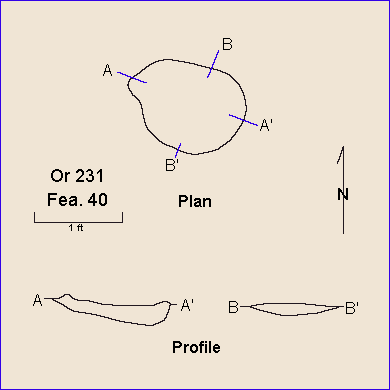 B
A
A'
B'
Or 231
Fea. 40
1 ft
Plan
N
A A'
B B'
Profile